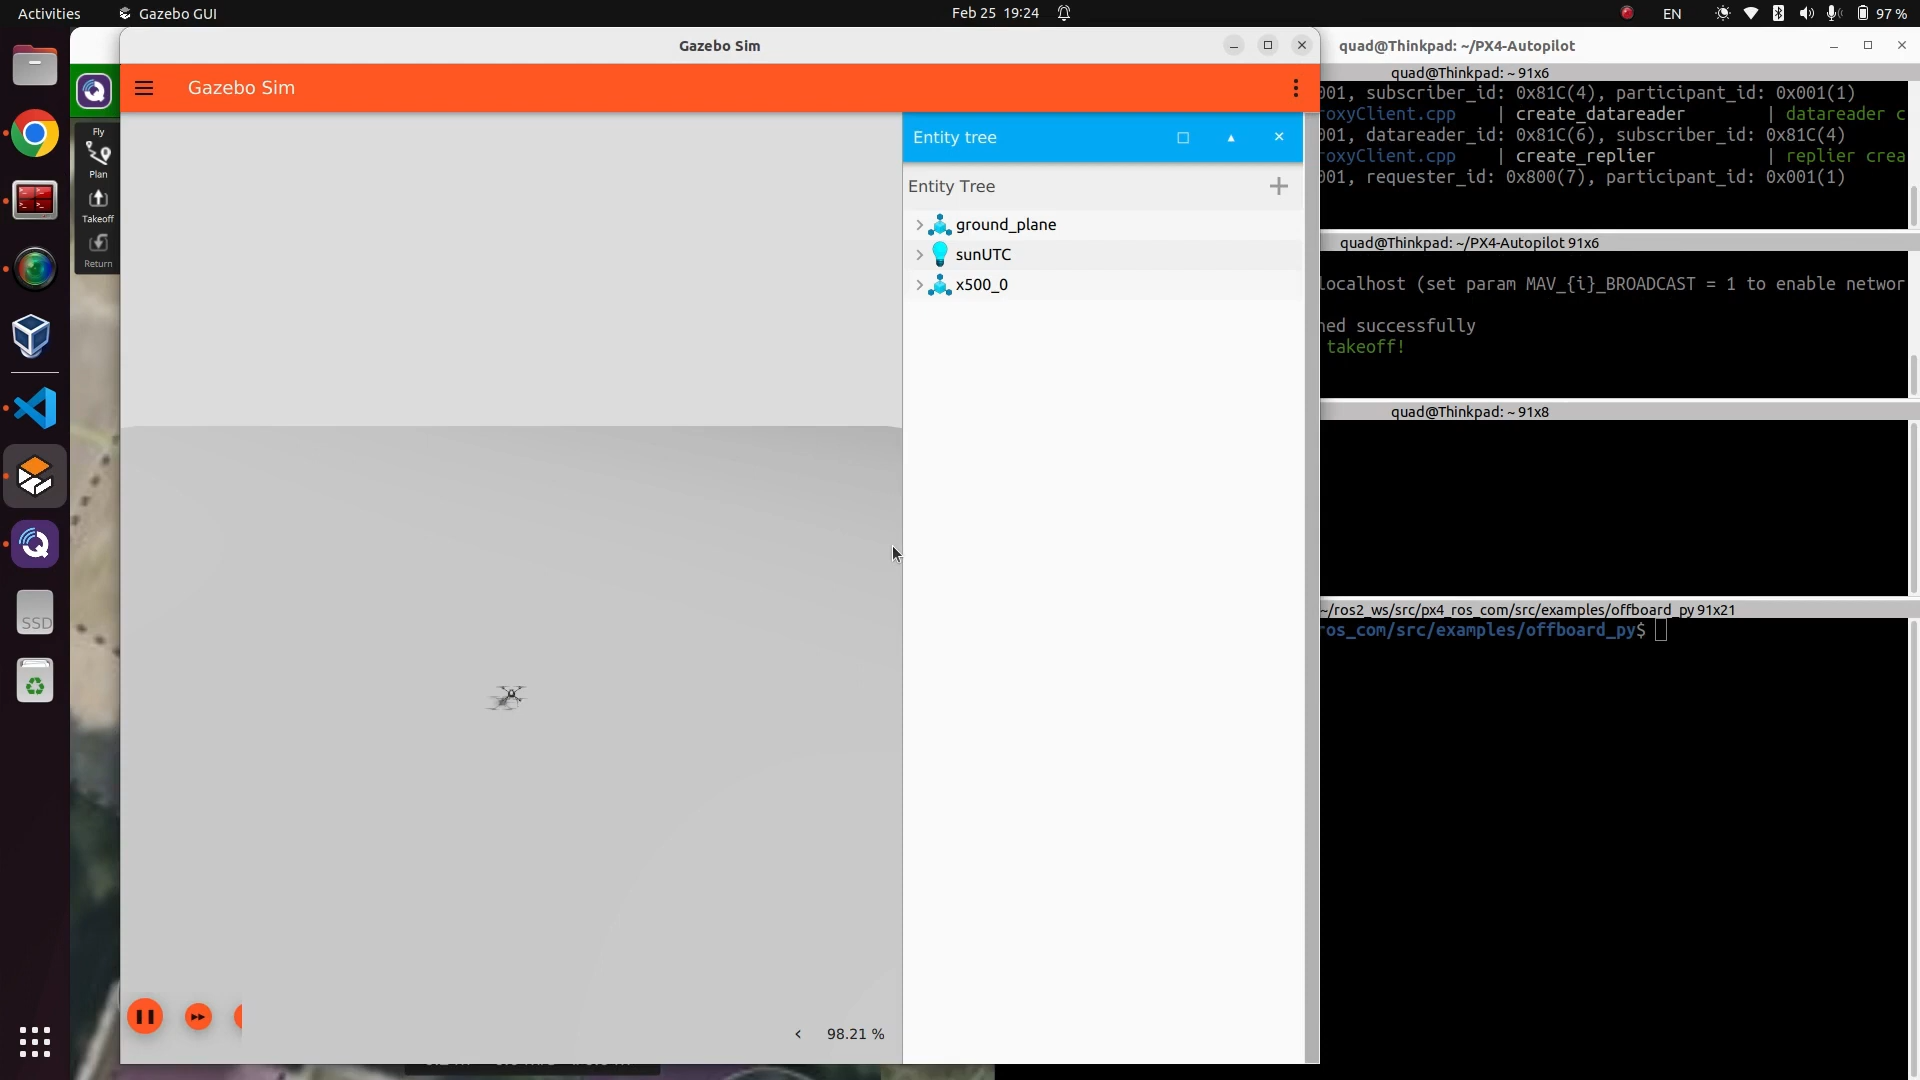 Activities
Gazebo GUI
Feb 25 19:24
EN
97 %
Gazebo Sim
quad@Thinkpad: ~/PX4-Autopilot
Gazebo Sim
Fly
Plan
Takeoff
Return
SSD
Entity tree
Entity Tree
ground_plane
sunUTC
x500_0
98.21 %
quad@Thinkpad: ~ 91x6
001, subscriber_id: 0x81C(4), participant_id: 0x001(1)
roxyClient.cpp | create_datareader | datareader c
001, datareader_id: 0x81C(6), subscriber_id: 0x81C(4)
roxyClient.cpp | create_replier | replier crea
001, requester_id: 0x800(7), participant_id: 0x001(1)
quad@Thinkpad: ~/PX4-Autopilot 91x6
localhost (set param MAV_{i}_BROADCAST = 1 to enable networ
ned successfully
takeoff!
quad@Thinkpad: ~ 91x8
~/ros2_ws/src/px4_ros_com/src/examples/offboard_py 91x21
ros_com/src/examples/offboard_py$